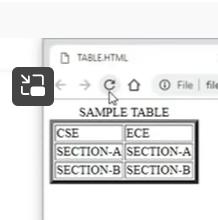 TABLE.HTML
File
SAMPLE TABLE
CSE ECE
SECTION-A SECTION-A
SECTION-B SECTION-B